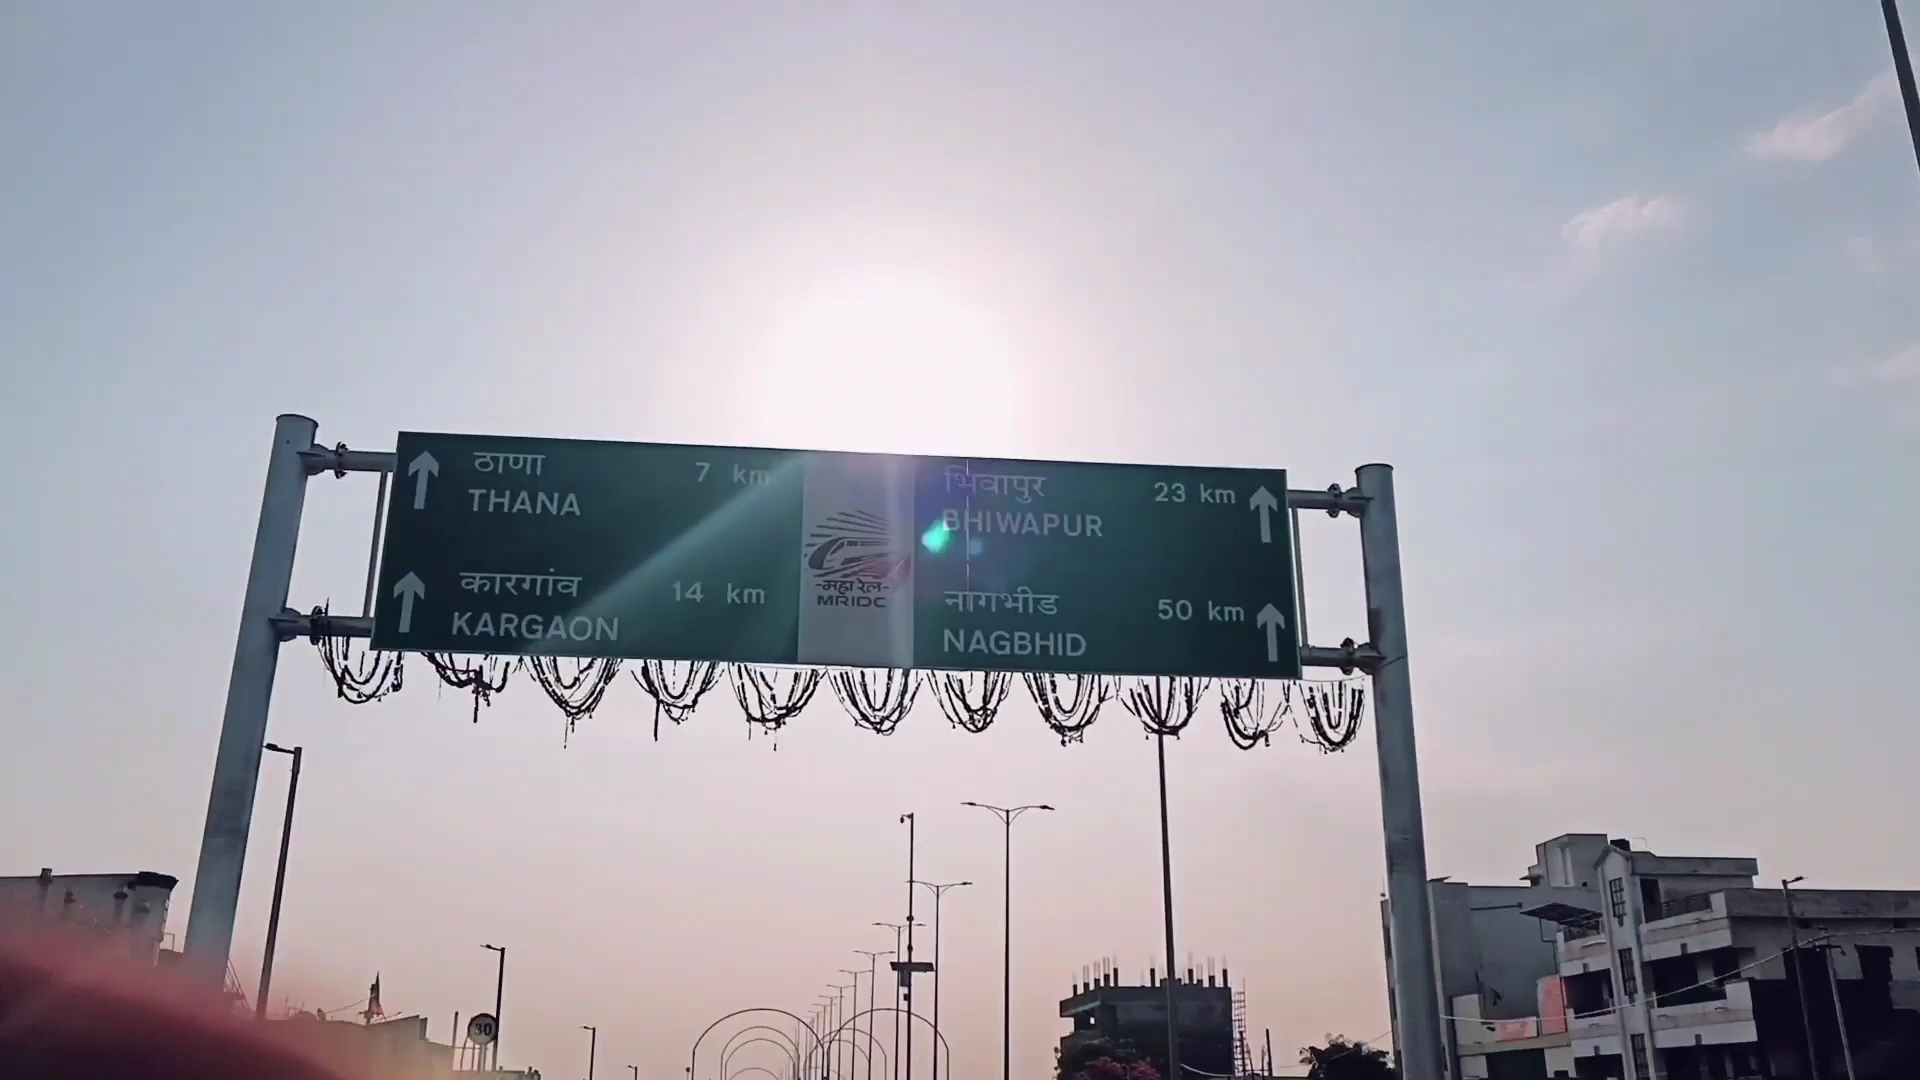 ठाणा 7 km
THANA
कारगांव 14 km
KARGAON
-महा रेल-
MRIDC
भिवापुर 23 km
BHIWAPUR
नागभीड 50 km
NAGBHID
30